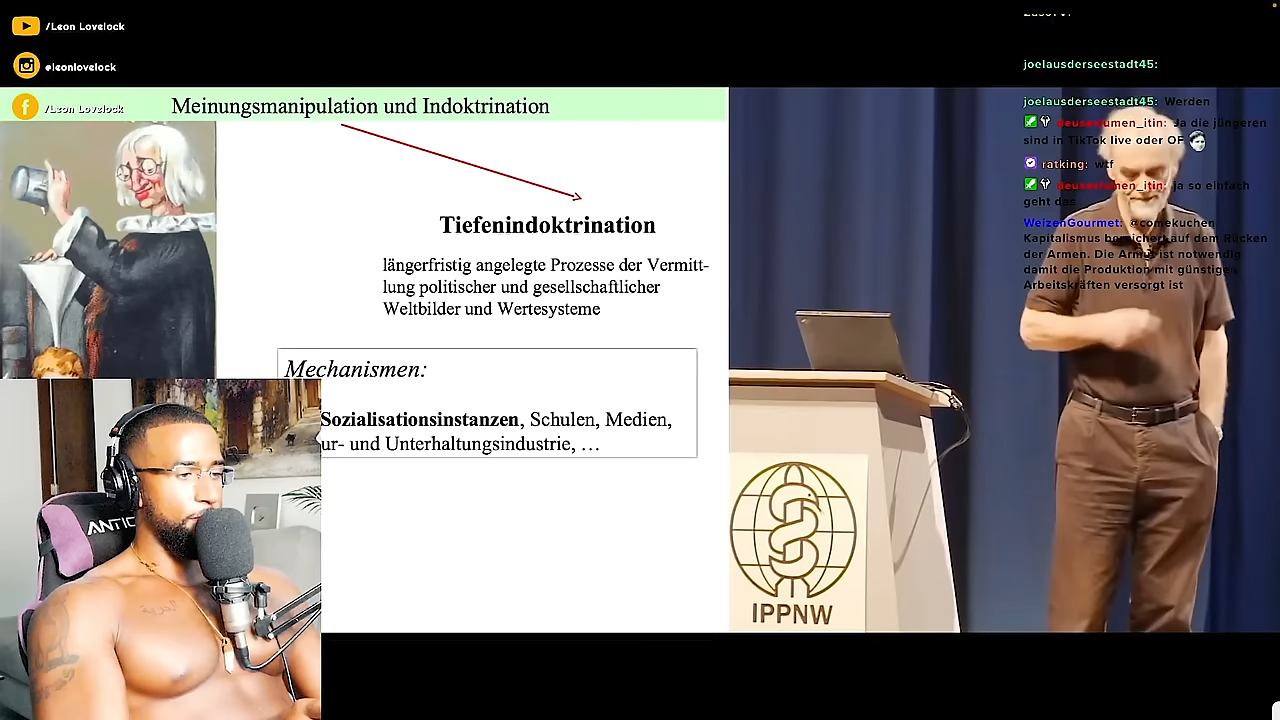 /Leon Lovelock
@leonlovelock
/Leon Lovelock
Meinungsmanipulation und Indoktrination
Tiefenindoktrination
längerfristig angelegte Prozesse der Vermitt-
lung politischer und gesellschaftlicher
Weltbilder und Wertesysteme
Mechanismen:
Sozialisationsinstanzen, Schulen, Medien,
ur- und Unterhaltungsindustrie, …
ANTIC
IPPNW
joelausderseestadt45:
joelausderseestadt45: Werden
deusestumen_itin: Ja die jüngeren
sind in TikTok live oder OF
ratking: wtf
ja so einfach
geht das
WeizenGourmet: @comekuchen
Kapitalismus bereichert auf dem Rücken
der Armen. Die Armut ist notwendig
damit die Produktion mit günstigen
Arbeitskräften versorgt ist